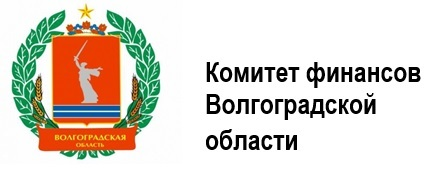 ВОЛГОГРАДСКАЯ
ОБЛАСТЬ
Комитет финансов
Волгоградской
области